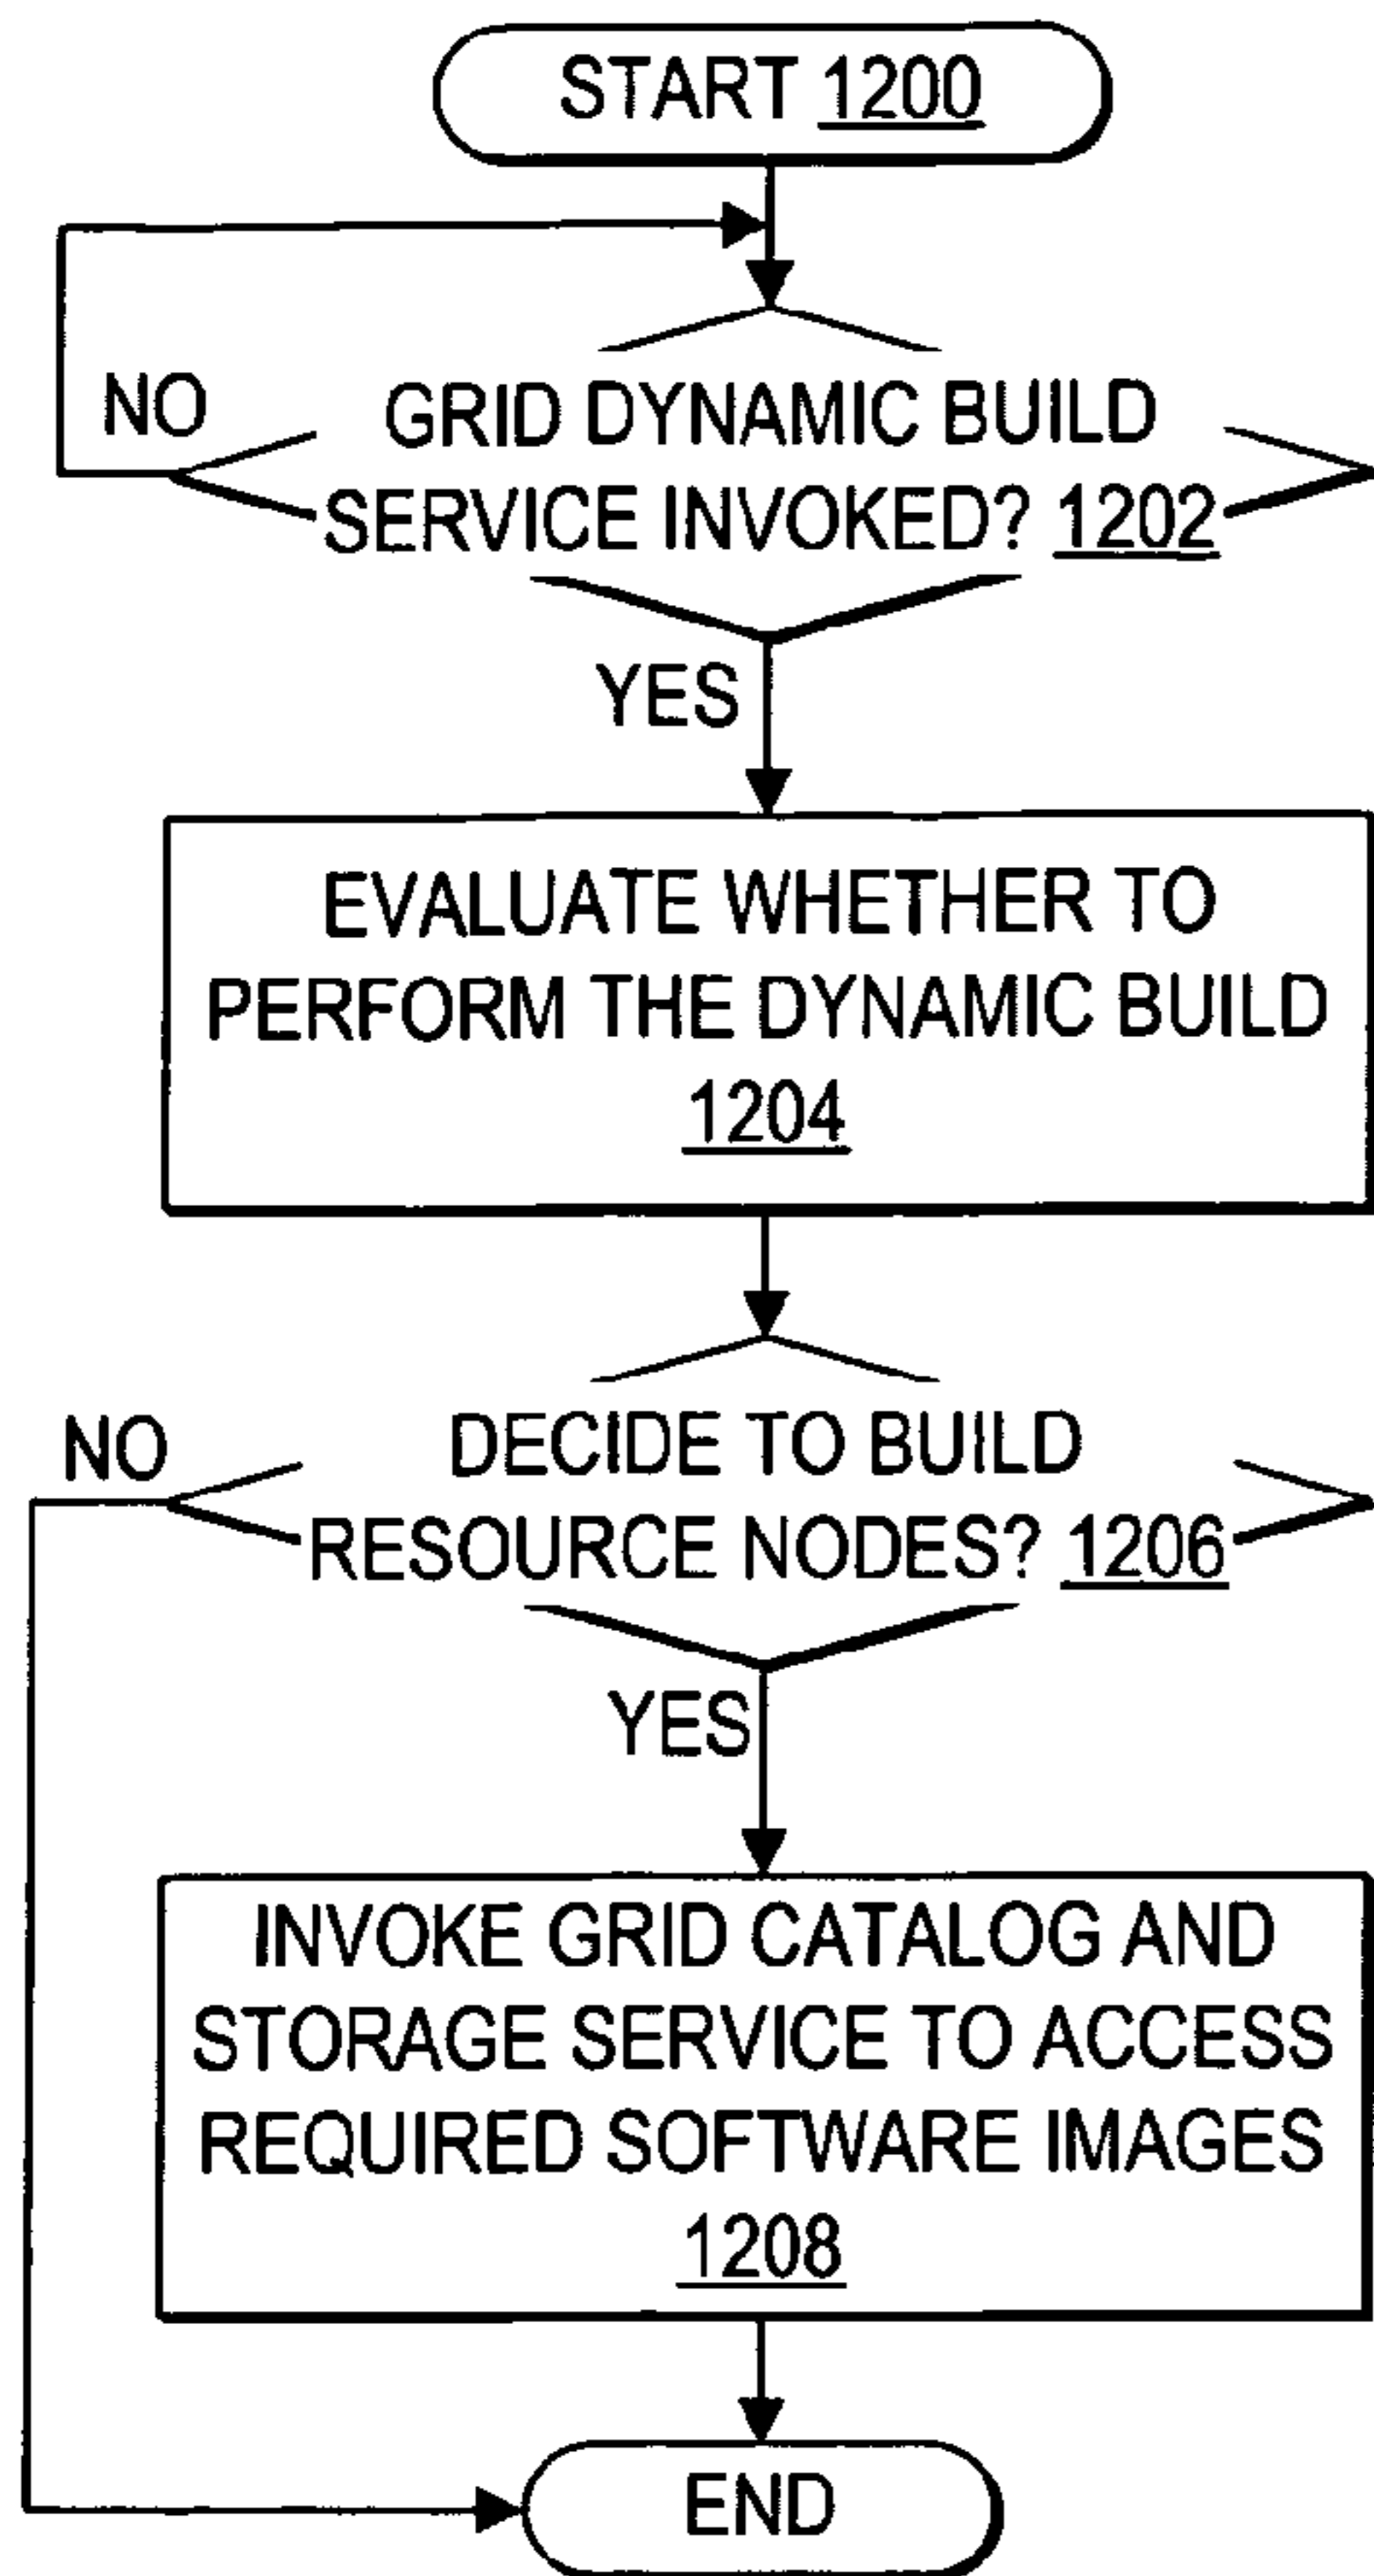 START 1200
NO
GRID DYNAMIC BUILD
SERVICE INVOKED? 1202
YES
EVALUATE WHETHER TO
PERFORM THE DYNAMIC BUILD
1204
NO
DECIDE TO BUILD
RESOURCE NODES? 1206
YES
INVOKE GRID CATALOG AND
STORAGE SERVICE TO ACCESS
REQUIRED SOFTWARE IMAGES
1208
END